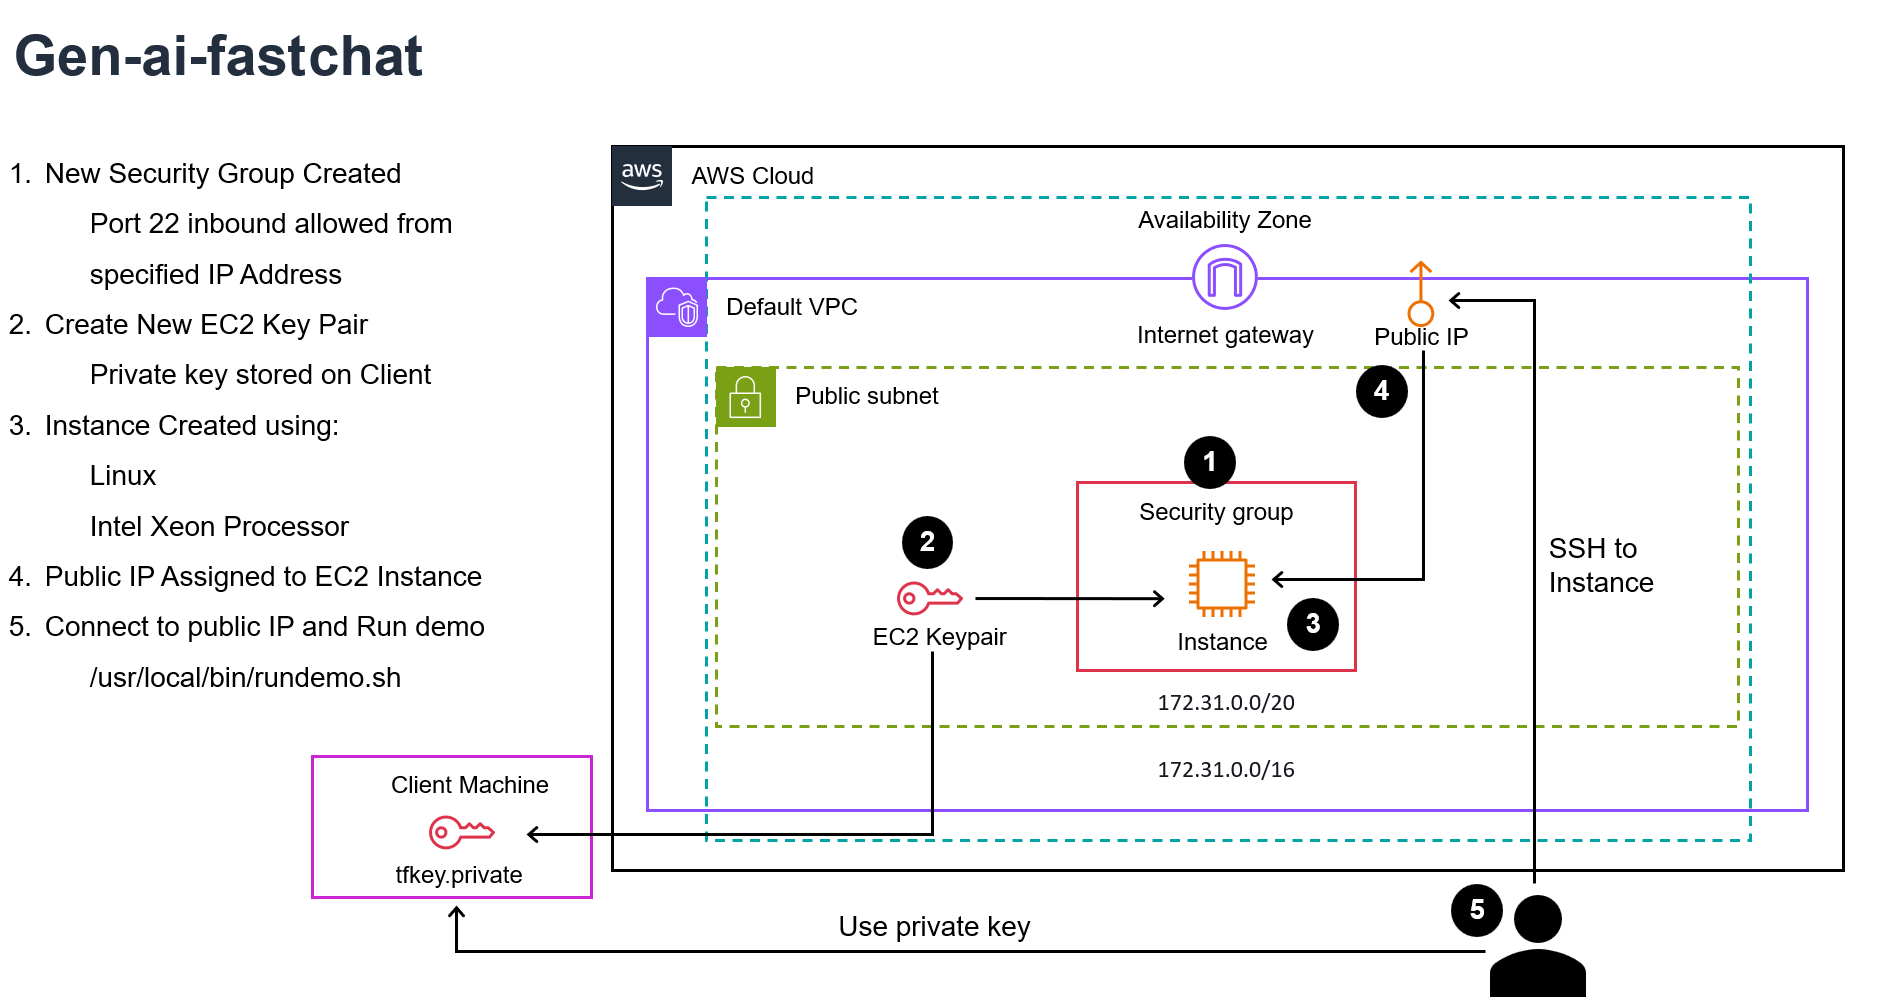 Gen-ai-fastchat
1. New Security Group Created
Port 22 inbound allowed from
specified IP Address
2. Create New EC2 Key Pair
Private key stored on Client
3. Instance Created using:
Linux
Intel Xeon Processor
4. Public IP Assigned to EC2 Instance
5. Connect to public IP and Run demo
/usr/local/bin/rundemo.sh
aws
AWS Cloud
Availability Zone
Default VPC
Internet gateway
Public IP
4
Public subnet
1
Security group
2
EC2 Keypair
3
Instance
SSH to
Instance
172.31.0.0/20
172.31.0.0/16
Client Machine
tfkey.private
5
Use private key